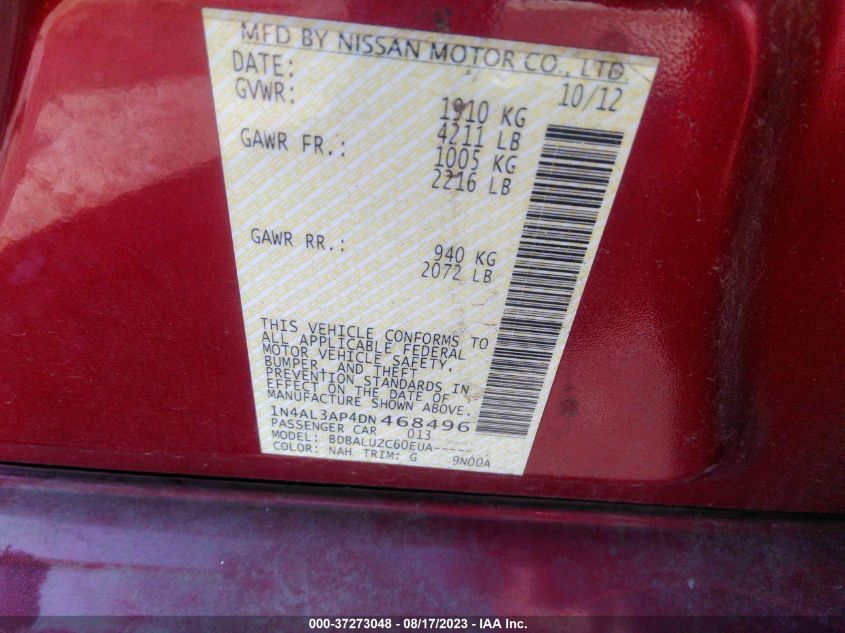 MFD BY NISSAN MOTOR CO., LTD.
DATE: 10/12
GVWR: 1910 KG
4211 LB
GAWR FR.: 1005 KG
2216 LB
GAWR RR.: 940 KG
2072 LB
THIS VEHICLE CONFORMS TO
ALL APPLICABLE FEDERAL
MOTOR VEHICLE SAFETY,
BUMPER, AND THEFT
PREVENTION STANDARDS IN
EFFECT ON THE DATE OF
MANUFACTURE SHOWN ABOVE.
1N4AL3AP4DN468496
PASSENGER CAR 013
MODEL: BDBALUZC60EUA-----
COLOR: NAH TRIM: G 9N00A
000-37273048 - 08/17/2023 - IAA Inc.